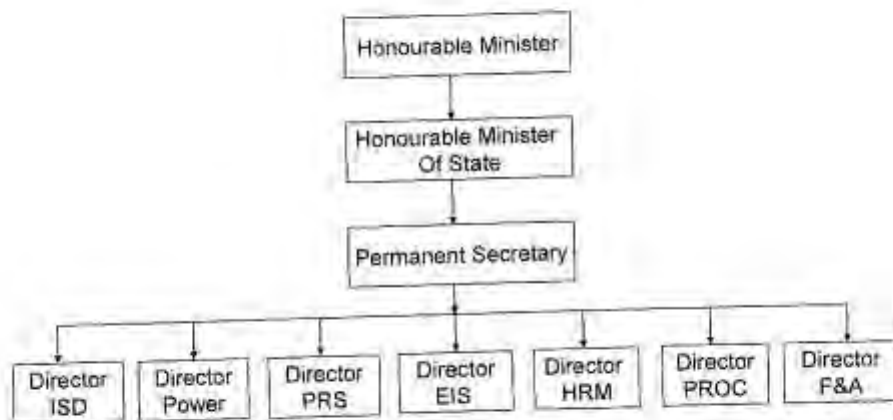 Honourable Minister
Honourable Minister
Of State
Permanent Secretary
Director
ISD
Director
Power
Director
PRS
Director
EIS
Director
HRM
Director
PROC
Director
F&A